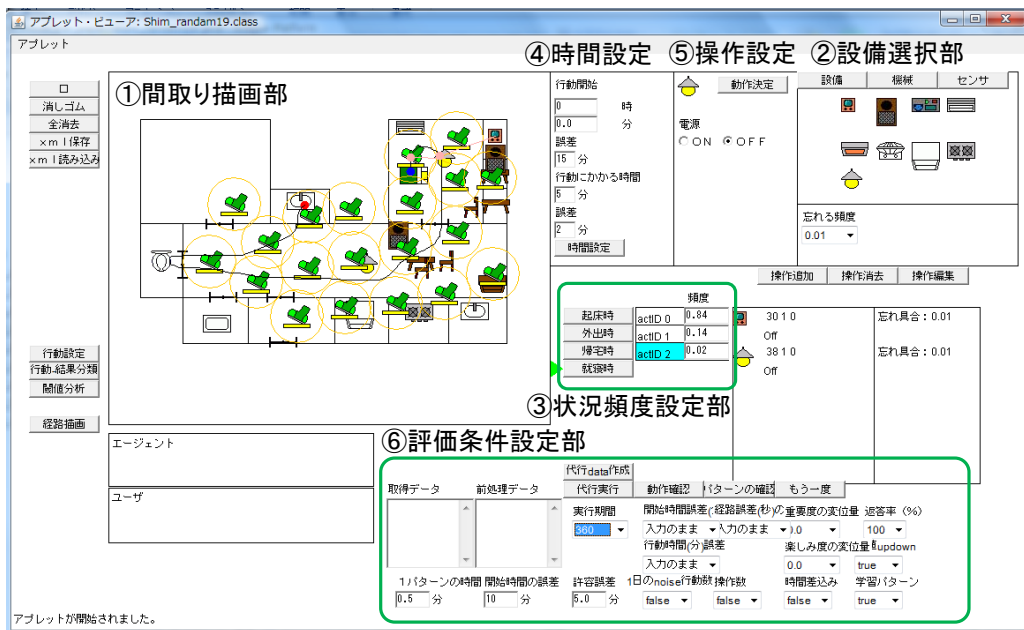 アプレット・ビューア: Shim_randam19.class
アプレット
④時間設定 ⑤操作設定 ②設備選択部
①間取り描画部
ロ
消しゴム
全消去
xml保存
xml読み込み
行動設定
行動-結果分類
閾値分析
経路描画
行動開始
0 時
0.0 分
誤差
15 分
行動にかかる時間
5 分
誤差
2 分
時間設定
動作決定
電源
ON OFF
設備 機械 センサ
忘れる頻度
0.01
操作追加 操作消去 操作編集
頻度
起床時 actID 0 0.84
外出時 actID 1 0.14
帰宅時 actID 2 0.02
就寝時
30 1 0 忘れ具合:0.01
Off
38 1 0 忘れ具合:0.01
Off
③状況頻度設定部
⑥評価条件設定部
エージェント
ユーザ
代行data作成
取得データ 前処理データ 代行実行 動作確認 パターンの確認 もう一度
実行期間 開始時間誤差(: 経路誤差(秒)の 重要度の変位量 返答率 (%)
360 入力のまま 入力のまま 0.0 100
行動時間(分)誤差 楽しみ度の変位量 updown
入力のまま 0.0 true
1パターンの時間 開始時間の誤差 許容誤差 1日のnoise行動数 操作数 時間差込み 学習パターン
0.5 分 10 分 5.0 分 false false false true
アプレットが開始されました。